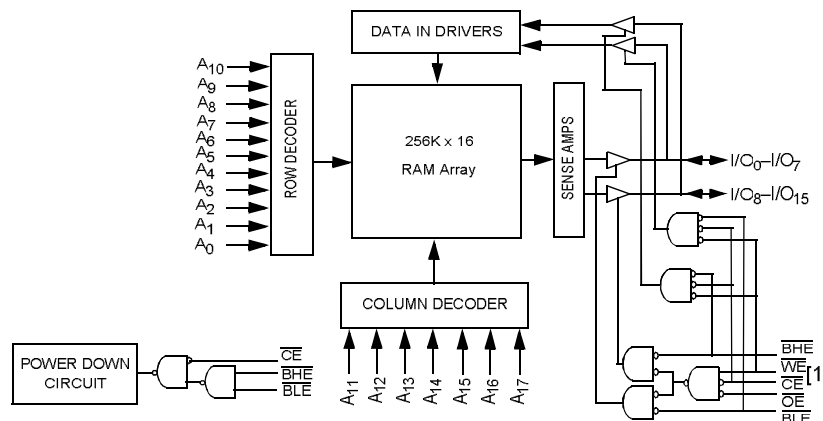 DATA IN DRIVERS
A10
A9
A8
A7
A6
A5
A4
A3
A2
A1
A0
ROW DECODER
256K x 16
RAM Array
SENSE AMPS
I/O0–I/O7
I/O8–I/O15
COLUMN DECODER
A11
A12
A13
A14
A15
A16
A17
POWER DOWN
CIRCUIT
CE
BHE
BLE
BHE
WE
CE
[1
OE
BLE